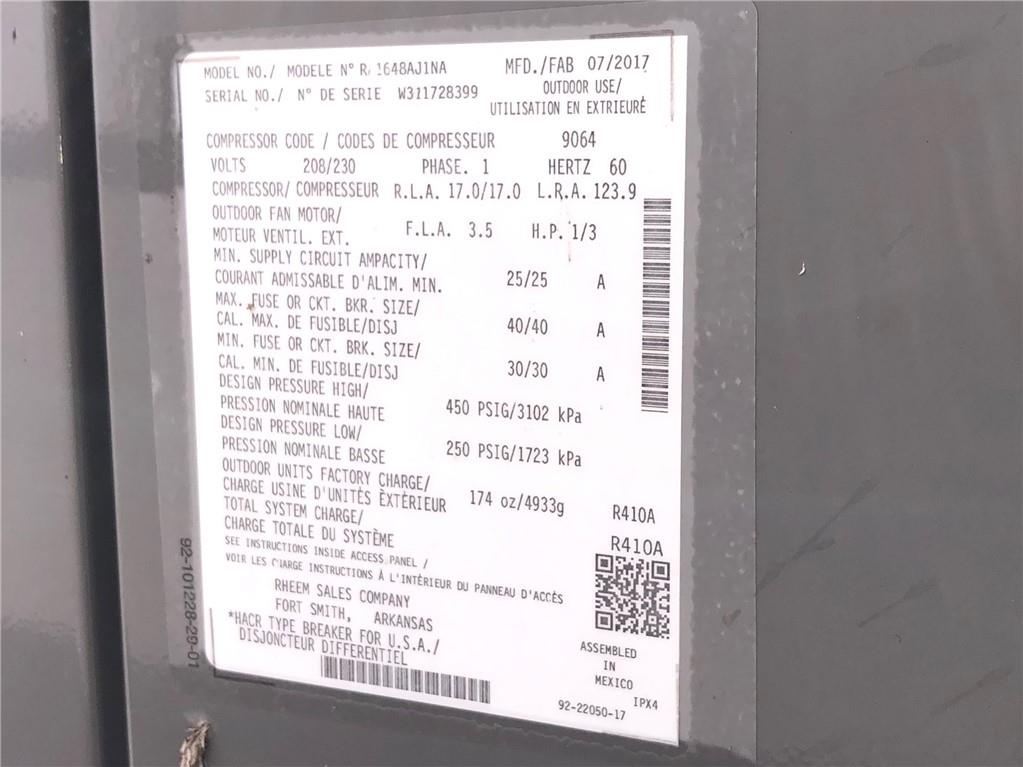 MODEL NO./ MODELE N° R 1648AJ1NA MFD./FAB 07/2017
SERIAL NO./ N° DE SERIE W311728399 OUTDOOR USE/
UTILISATION EN EXTRIEURÉ
COMPRESSOR CODE / CODES DE COMPRESSEUR 9064
VOLTS 208/230 PHASE. 1 HERTZ 60
COMPRESSOR/ COMPRESSEUR R.L.A. 17.0/17.0 L.R.A. 123.9
OUTDOOR FAN MOTOR/
MOTEUR VENTIL. EXT. F.L.A. 3.5 H.P. 1/3
MIN. SUPPLY CIRCUIT AMPACITY/
COURANT ADMISSABLE D'ALIM. MIN. 25/25 A
MAX. FUSE OR CKT. BKR. SIZE/
CAL. MAX. DE FUSIBLE/DISJ 40/40 A
MIN. FUSE OR CKT. BRK. SIZE/
CAL. MIN. DE FUSIBLE/DISJ 30/30 A
DESIGN PRESSURE HIGH/
PRESSION NOMINALE HAUTE 450 PSIG/3102 kPa
DESIGN PRESSURE LOW/
PRESSION NOMINALE BASSE 250 PSIG/1723 kPa
OUTDOOR UNITS FACTORY CHARGE/
CHARGE USINE D'UNITÉS ÈXTÉRIEUR 174 oz/4933g R410A
TOTAL SYSTEM CHARGE/
CHARGE TOTALE DU SYSTÈME R410A
SEE INSTRUCTIONS INSIDE ACCESS PANEL /
VOIR LES CHARGE INSTRUCTIONS À L'INTÉRIEUR DU PANNEAU D'ACCÈS
RHEEM SALES COMPANY
FORT SMITH, ARKANSAS
*HACR TYPE BREAKER FOR U.S.A./
DISJONCTEUR DIFFERENTIEL
ASSEMBLED
IN
MEXICO
IPX4
92-22050-17
92-101228-29-01